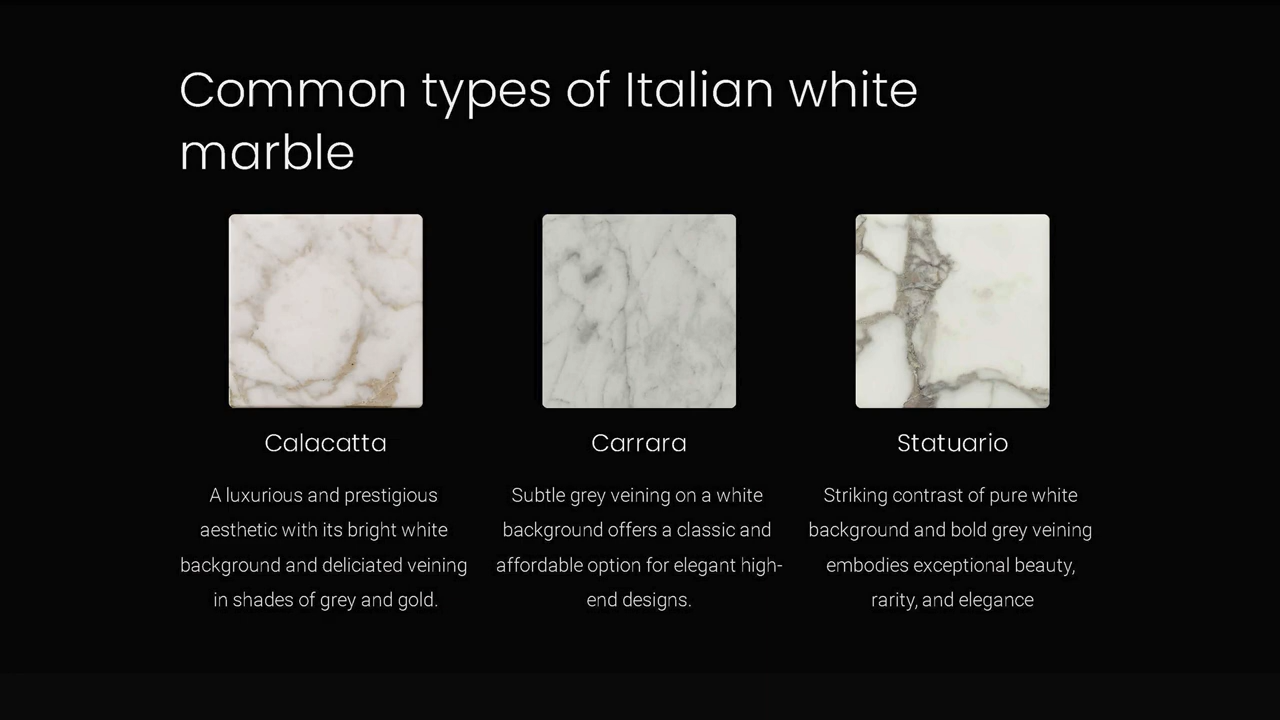 Common types of Italian white
marble
Calacatta
A luxurious and prestigious
aesthetic with its bright white
background and deliciated veining
in shades of grey and gold.
Carrara
Subtle grey veining on a white
background offers a classic and
affordable option for elegant high-
end designs.
Statuario
Striking contrast of pure white
background and bold grey veining
embodies exceptional beauty,
rarity, and elegance